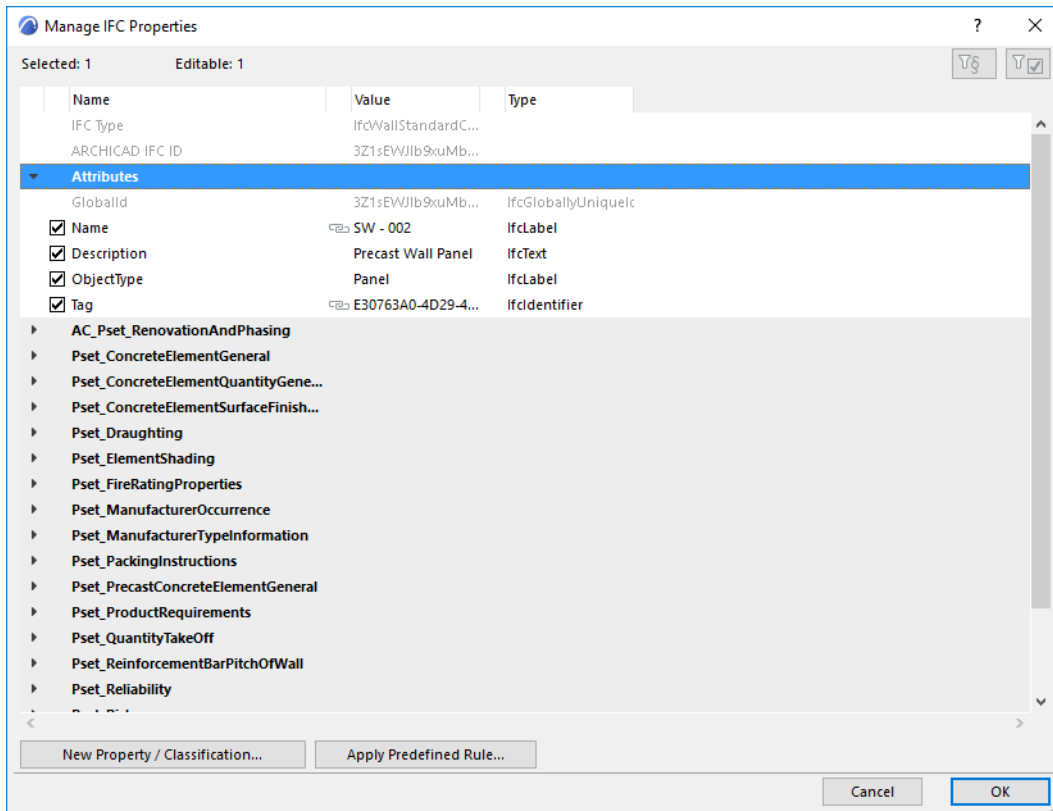 Manage IFC Properties
?
Selected: 1 Editable: 1
Name Value Type
IFC Type IfcWallStandardC...
ARCHICAD IFC ID 3Z1sEWJIb9xuMb...
Attributes
GlobalId 3Z1sEWJIb9xuMb... IfcGloballyUniqueIc
Name SW - 002 IfcLabel
Description Precast Wall Panel IfcText
ObjectType Panel IfcLabel
Tag E30763A0-4D29-4... IfcIdentifier
AC_Pset_RenovationAndPhasing
Pset_ConcreteElementGeneral
Pset_ConcreteElementQuantityGene...
Pset_ConcreteElementSurfaceFinish...
Pset_Draughting
Pset_ElementShading
Pset_FireRatingProperties
Pset_ManufacturerOccurrence
Pset_ManufacturerTypeInformation
Pset_PackingInstructions
Pset_PrecastConcreteElementGeneral
Pset_ProductRequirements
Pset_QuantityTakeOff
Pset_ReinforcementBarPitchOfWall
Pset_Reliability
New Property / Classification... Apply Predefined Rule...
Cancel OK